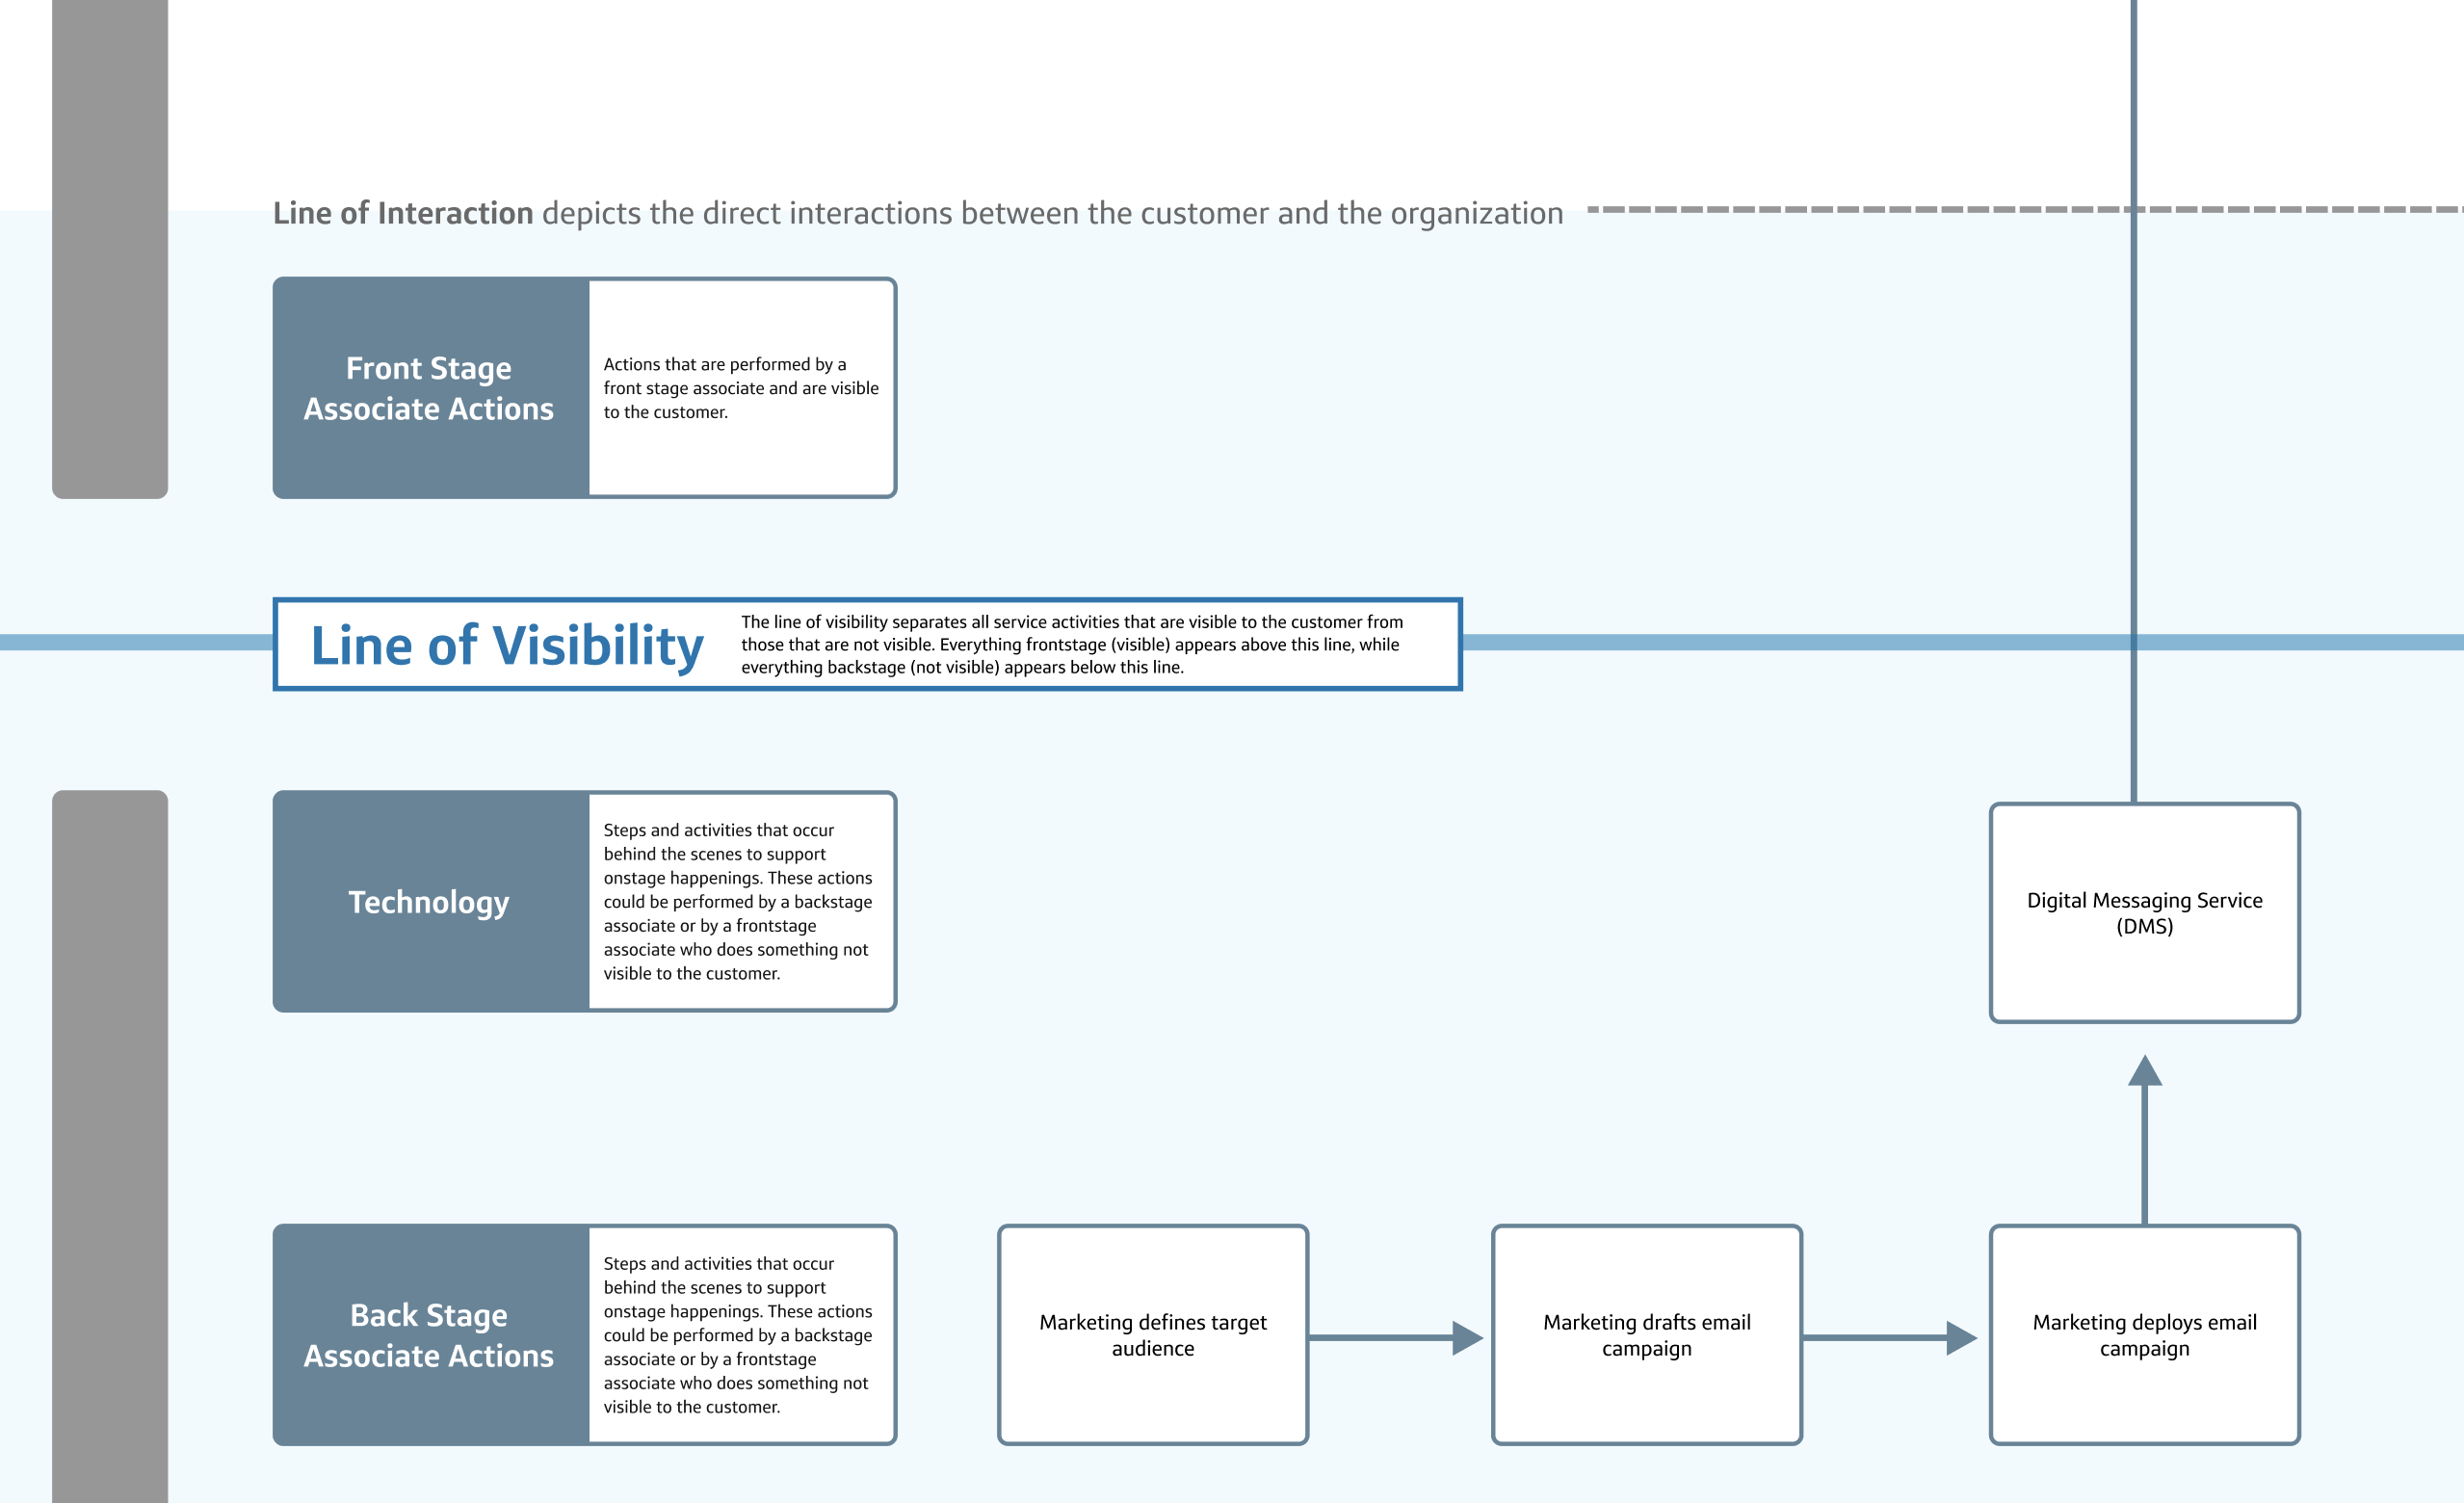 Line of Interaction depicts the direct interactions between the customer and the organization
Front Stage
Associate Actions
Actions that are performed by a
front stage associate and are visible
to the customer.
Line of Visibility
The line of visibility separates all service activities that are visible to the customer from
those that are not visible. Everything frontstage (visible) appears above this line, while
everything backstage (not visible) appears below this line.
Technology
Steps and activities that occur
behind the scenes to support
onstage happenings. These actions
could be performed by a backstage
associate or by a frontstage
associate who does something not
visible to the customer.
Digital Messaging Service
(DMS)
Back Stage
Associate Actions
Steps and activities that occur
behind the scenes to support
onstage happenings. These actions
could be performed by a backstage
associate or by a frontstage
associate who does something not
visible to the customer.
Marketing defines target
audience
Marketing drafts email
campaign
Marketing deploys email
campaign